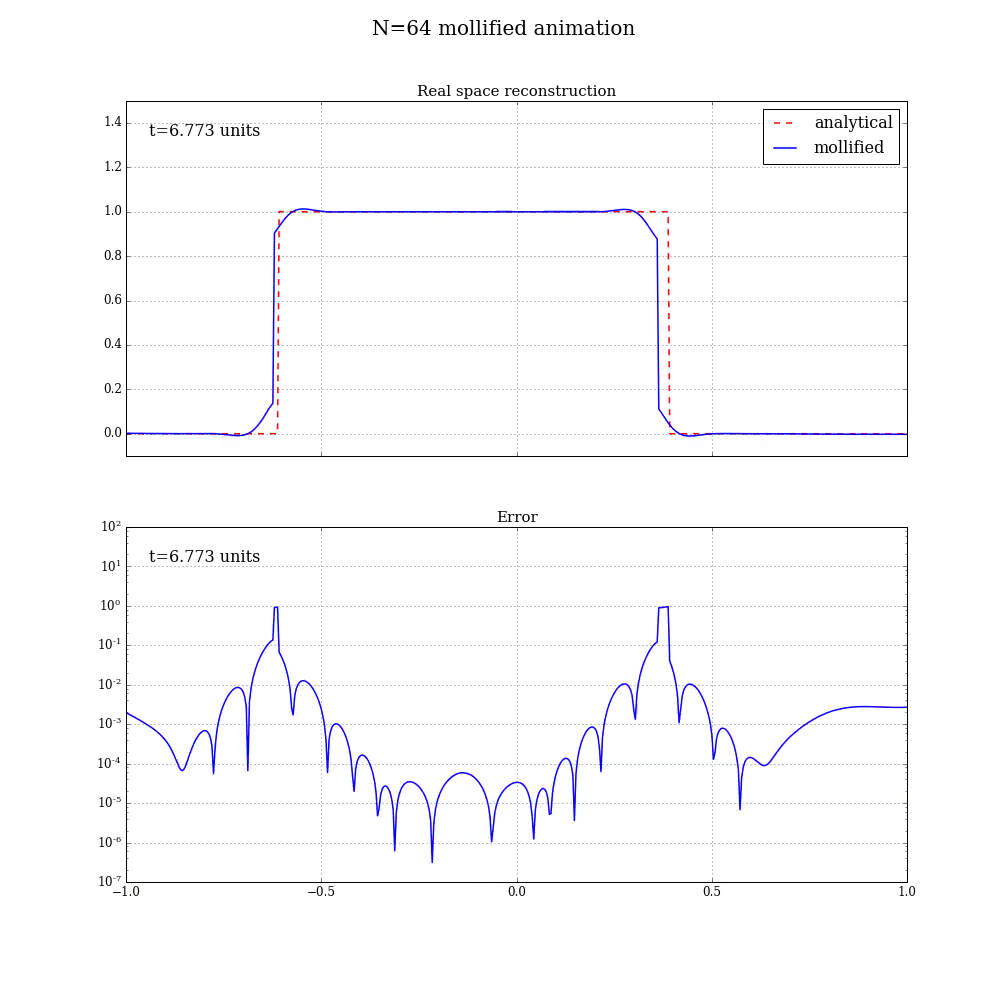 N=64 mollified animation
Real space reconstruction
t=6.773 units
analytical
mollified
1.4
1.2
1.0
0.8
0.6
0.4
0.2
0.0
Error
t=6.773 units
10²
10¹
10⁰
10⁻¹
10⁻²
10⁻³
10⁻⁴
10⁻⁵
10⁻⁶
10⁻⁷
−1.0 −0.5 0.0 0.5 1.0